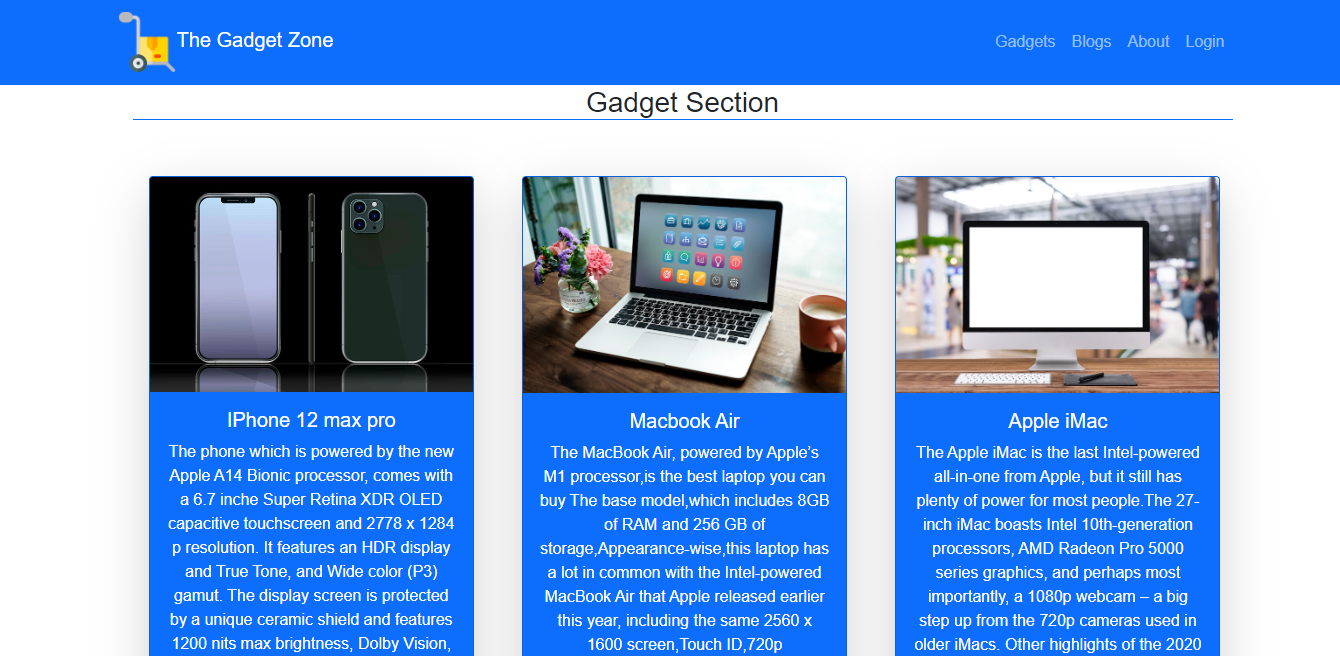 The Gadget Zone
Gadgets Blogs About Login
Gadget Section
IPhone 12 max pro
The phone which is powered by the new
Apple A14 Bionic processor, comes with
a 6.7 inche Super Retina XDR OLED
capacitive touchscreen and 2778 x 1284
p resolution. It features an HDR display
and True Tone, and Wide color (P3)
gamut. The display screen is protected
by a unique ceramic shield and features
1200 nits max brightness, Dolby Vision,
Macbook Air
The MacBook Air, powered by Apple’s
M1 processor,is the best laptop you can
buy The base model,which includes 8GB
of RAM and 256 GB of
storage,Appearance-wise,this laptop has
a lot in common with the Intel-powered
MacBook Air that Apple released earlier
this year, including the same 2560 x
1600 screen,Touch ID,720p
Apple iMac
The Apple iMac is the last Intel-powered
all-in-one from Apple, but it still has
plenty of power for most people.The 27-
inch iMac boasts Intel 10th-generation
processors, AMD Radeon Pro 5000
series graphics, and perhaps most
importantly, a 1080p webcam – a big
step up from the 720p cameras used in
older iMacs. Other highlights of the 2020